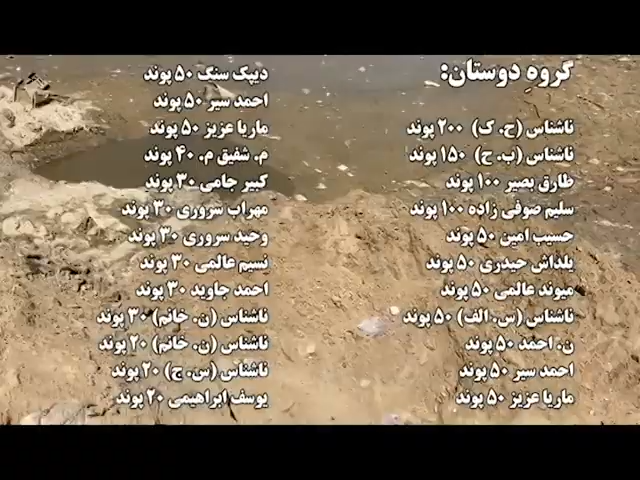 گروهِ دوستان:
ناشناس (ح. ک) ۲۰۰ پوند
ناشناس (ب. ح) ۱۵۰ پوند
طارق بصیر ۱۰۰ پوند
سلیم صوفی زاده ۱۰۰ پوند
حسیب امین ۵۰ پوند
یلداش حیدری ۵۰ پوند
میوند عالمی ۵۰ پوند
ناشناس (س. الف) ۵۰ پوند
ن. احمد ۵۰ پوند
احمد سیر ۵۰ پوند
ماریا عزیز ۵۰ پوند
دیپک سنگ ۵۰ پوند
احمد سیر ۵۰ پوند
ماریا عزیز ۵۰ پوند
م. شفیق م. ۴۰ پوند
کبیر جامی ۳۰ پوند
مهراب سروری ۳۰ پوند
وحید سروری ۳۰ پوند
نسیم عالمی ۳۰ پوند
احمد جاوید ۳۰ پوند
ناشناس (ن. خانم) ۳۰ پوند
ناشناس (ن. خانم) ۲۰ پوند
ناشناس (س. ج) ۲۰ پوند
یوسف ابراهیمی ۲۰ پوند